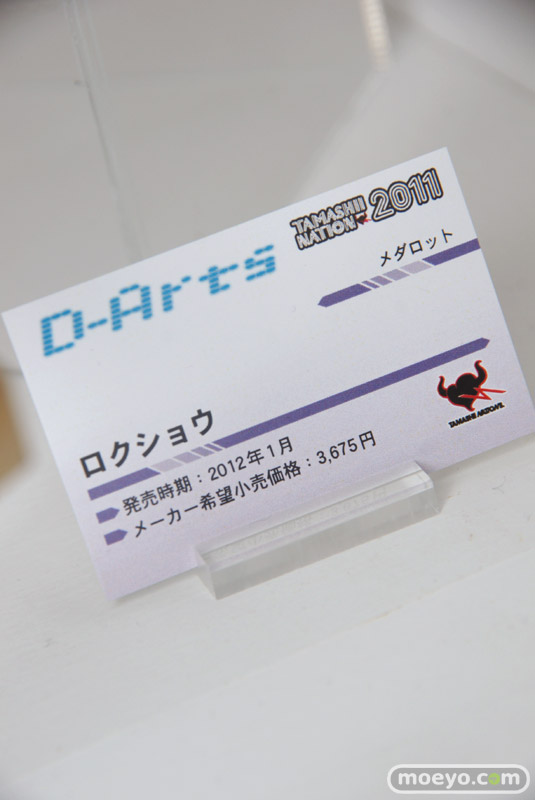 TAMASHII
NATION 2011
D-Arts
メダロット
ロクショウ
発売時期：2012年1月
メーカー希望小売価格：3,675円
TAMASHII NATIONS
moeyo.com